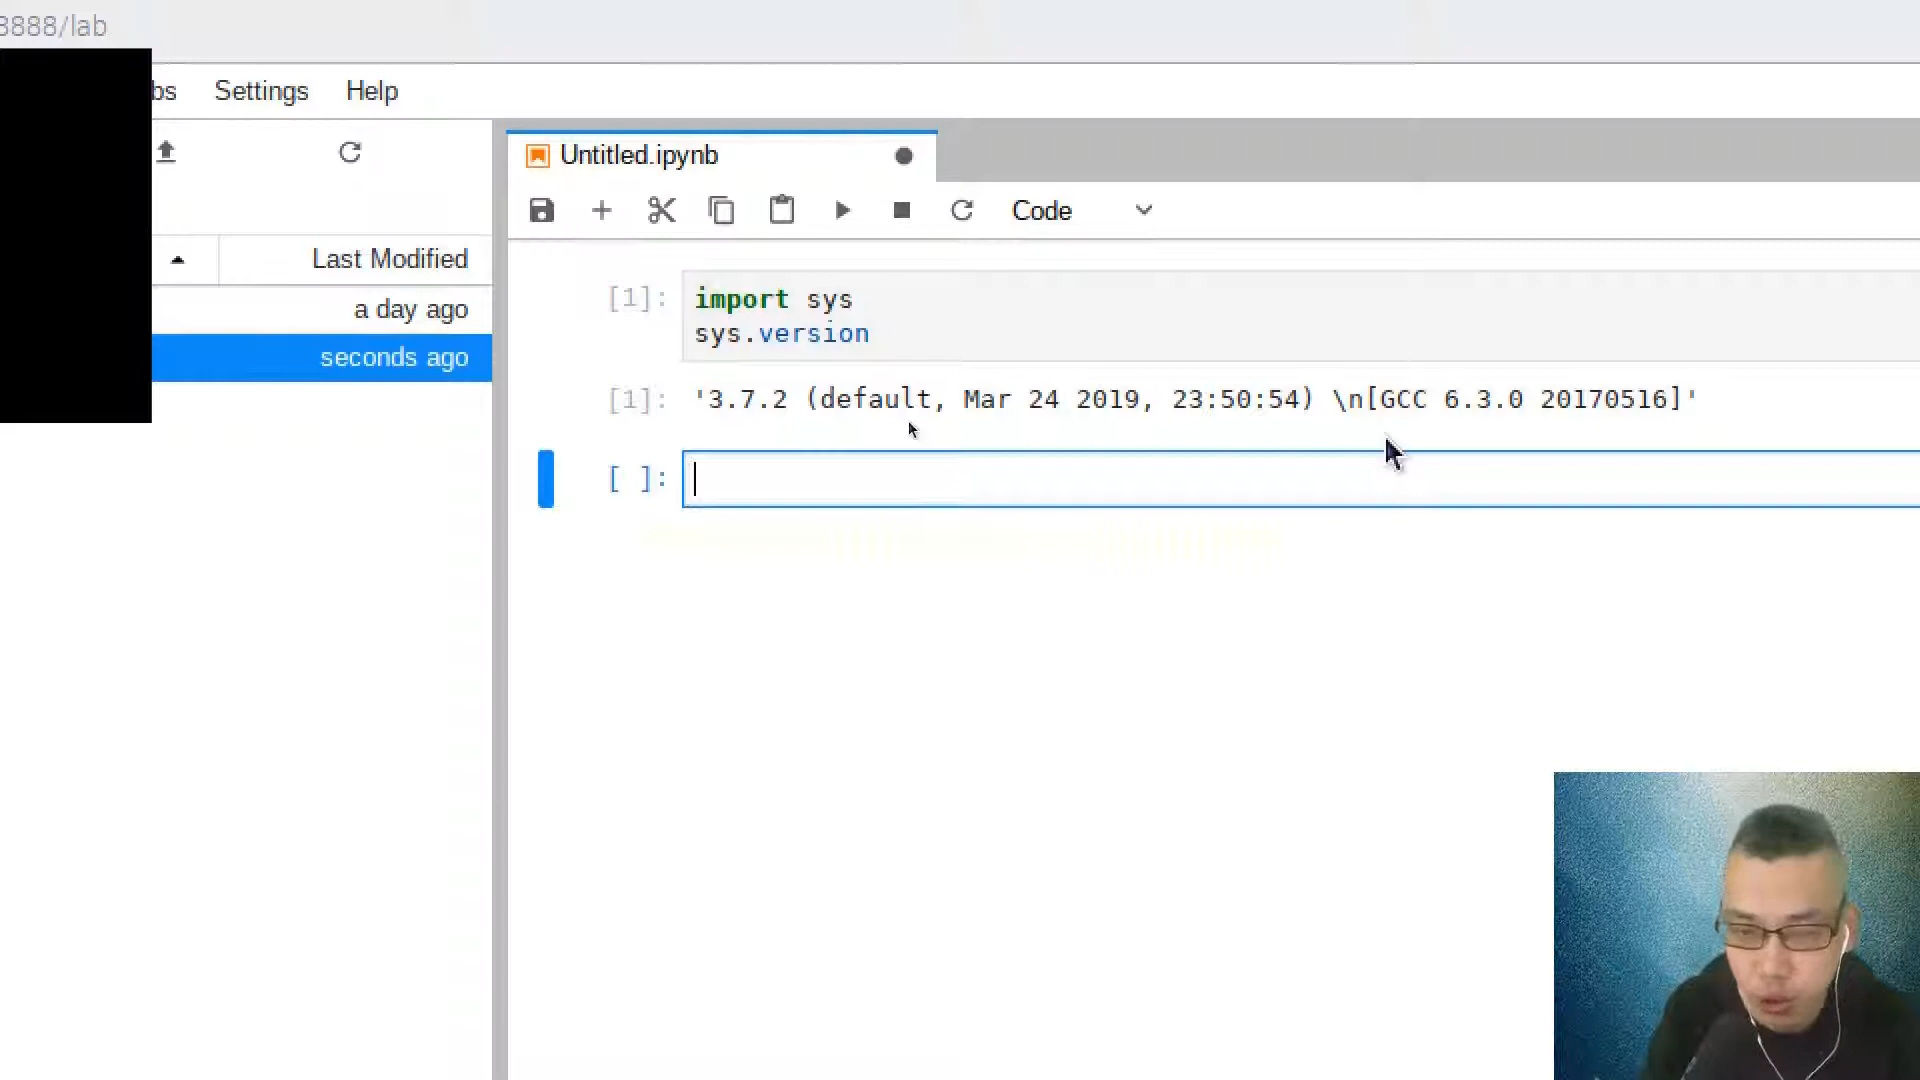 8888/lab
bs Settings Help
Untitled.ipynb
Code
Last Modified
a day ago
seconds ago
[1]: import sys
sys.version
[1]: '3.7.2 (default, Mar 24 2019, 23:50:54) \n[GCC 6.3.0 20170516]'
[ ]: